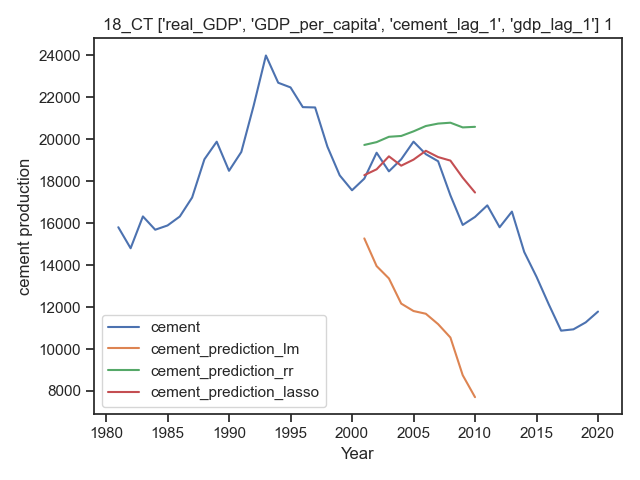 18_CT ['real_GDP', 'GDP_per_capita', 'cement_lag_1', 'gdp_lag_1'] 1
24000
22000
20000
18000
16000
14000
12000
10000
8000
cement production
cement
cement_prediction_lm
cement_prediction_rr
cement_prediction_lasso
1980 1985 1990 1995 2000 2005 2010 2015 2020
Year